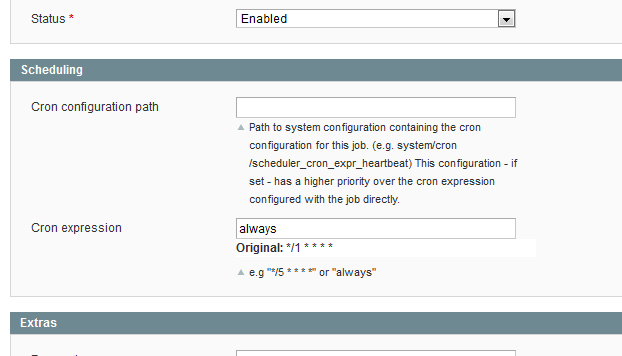 Status *
Enabled
Scheduling
Cron configuration path
Path to system configuration containing the cron
configuration for this job. (e.g. system/cron
/scheduler_cron_expr_heartbeat) This configuration - if
set - has a higher priority over the cron expression
configured with the job directly.
Cron expression
always
Original: */1 * * * *
e.g "*/5 * * * *" or "always"
Extras